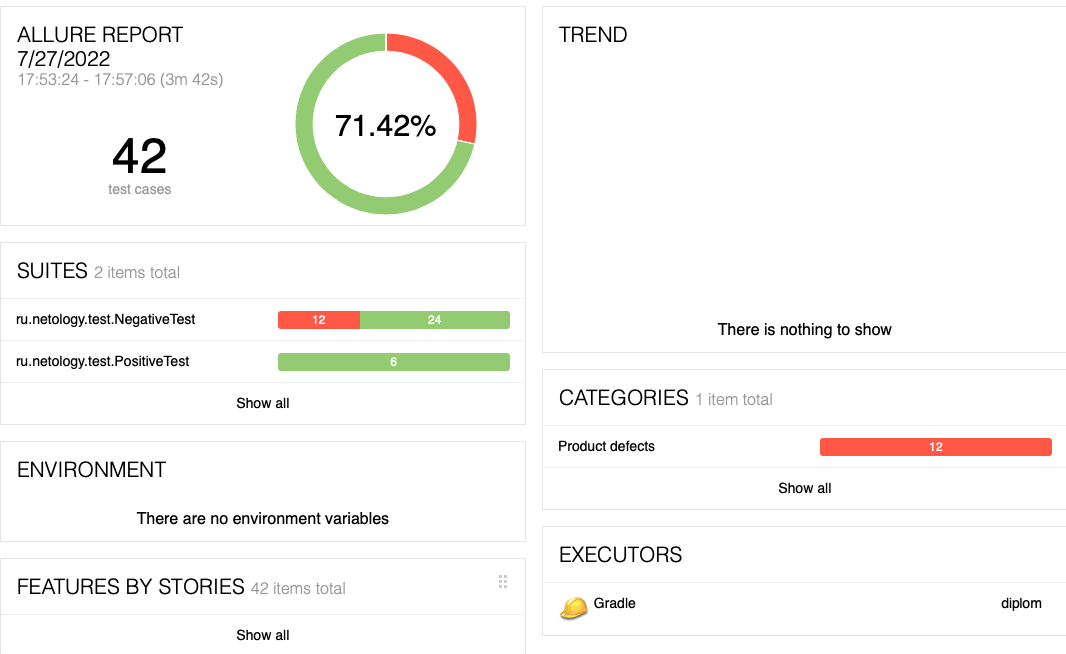 ALLURE REPORT
7/27/2022
17:53:24 - 17:57:06 (3m 42s)
42
test cases
71.42%
SUITES 2 items total
ru.netology.test.NegativeTest 12 24
ru.netology.test.PositiveTest 6
Show all
ENVIRONMENT
There are no environment variables
FEATURES BY STORIES 42 items total
Show all
TREND
There is nothing to show
CATEGORIES 1 item total
Product defects 12
Show all
EXECUTORS
Gradle diplom